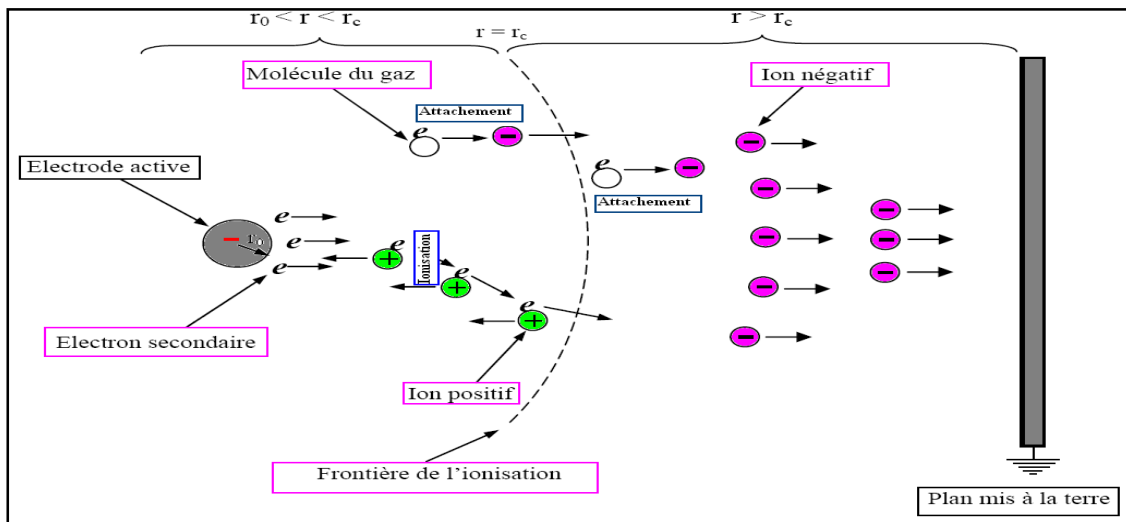 r₀ < r < r_c
r = r_c
r > r_c
Molécule du gaz
Ion négatif
Attachement
e
−
−
Electrode active
e
−
Attachement
−
e
− r₀
e
e
e
+
Ionisation
e
+
e
+
−
−
−
−
−
−
Electron secondaire
Ion positif
Frontière de l’ionisation
Plan mis à la terre